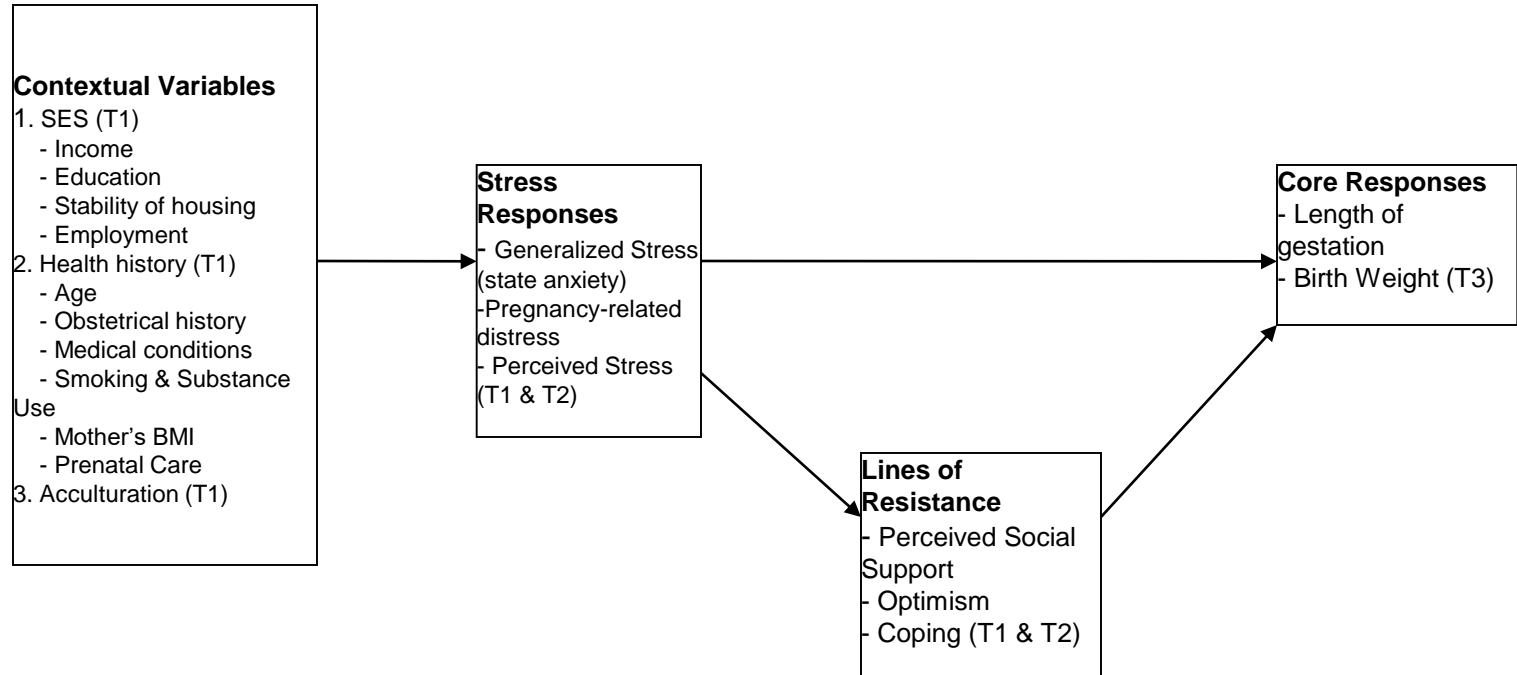 Contextual Variables
1. SES (T1)
- Income
- Education
- Stability of housing
- Employment
2. Health history (T1)
- Age
- Obstetrical history
- Medical conditions
- Smoking & Substance
Use
- Mother’s BMI
- Prenatal Care
3. Acculturation (T1)
Stress
Responses
- Generalized Stress
(state anxiety)
-Pregnancy-related
distress
- Perceived Stress
(T1 & T2)
Lines of
Resistance
- Perceived Social
Support
- Optimism
- Coping (T1 & T2)
Core Responses
- Length of
gestation
- Birth Weight (T3)